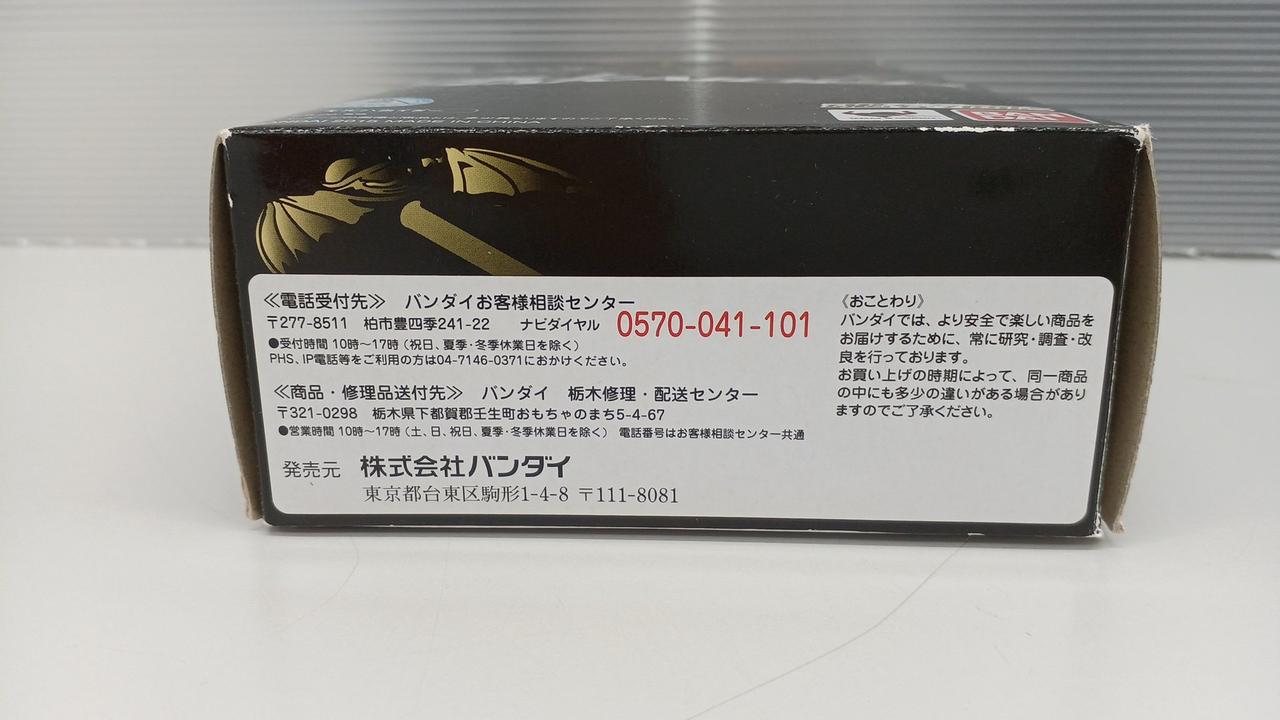 2015 MADE IN CHINA
≪電話受付先≫ バンダイお客様相談センター
〒277-8511 柏市豊四季241-22 ナビダイヤル 0570-041-101
●受付時間 10時〜17時（祝日、夏季・冬季休業日を除く）
PHS、IP電話等をご利用の方は04-7146-0371におかけください。
≪商品・修理品送付先≫ バンダイ 栃木修理・配送センター
〒321-0298 栃木県下都賀郡壬生町おもちゃのまち5-4-67
●営業時間 10時〜17時（土、日、祝日、夏季・冬季休業日を除く） 電話番号はお客様相談センター共通
発売元 株式会社バンダイ
東京都台東区駒形1-4-8 〒111-8081
《おことわり》
バンダイでは、より安全で楽しい商品を
お届けするために、常に研究・調査・改
良を行っております。
お買い上げの時期によって、同一商品
の中にも多少の違いがある場合があり
ますのでご了承ください。